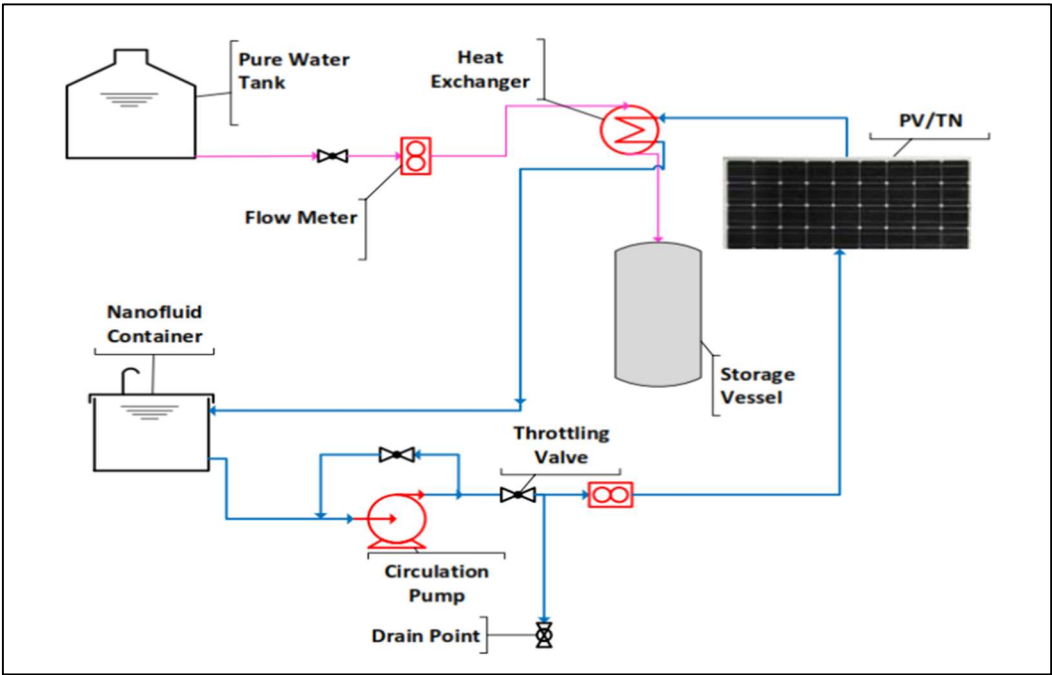 Pure Water
Tank
Heat
Exchanger
PV/TN
Flow Meter
Nanofluid
Container
Storage
Vessel
Throttling
Valve
Circulation
Pump
Drain Point